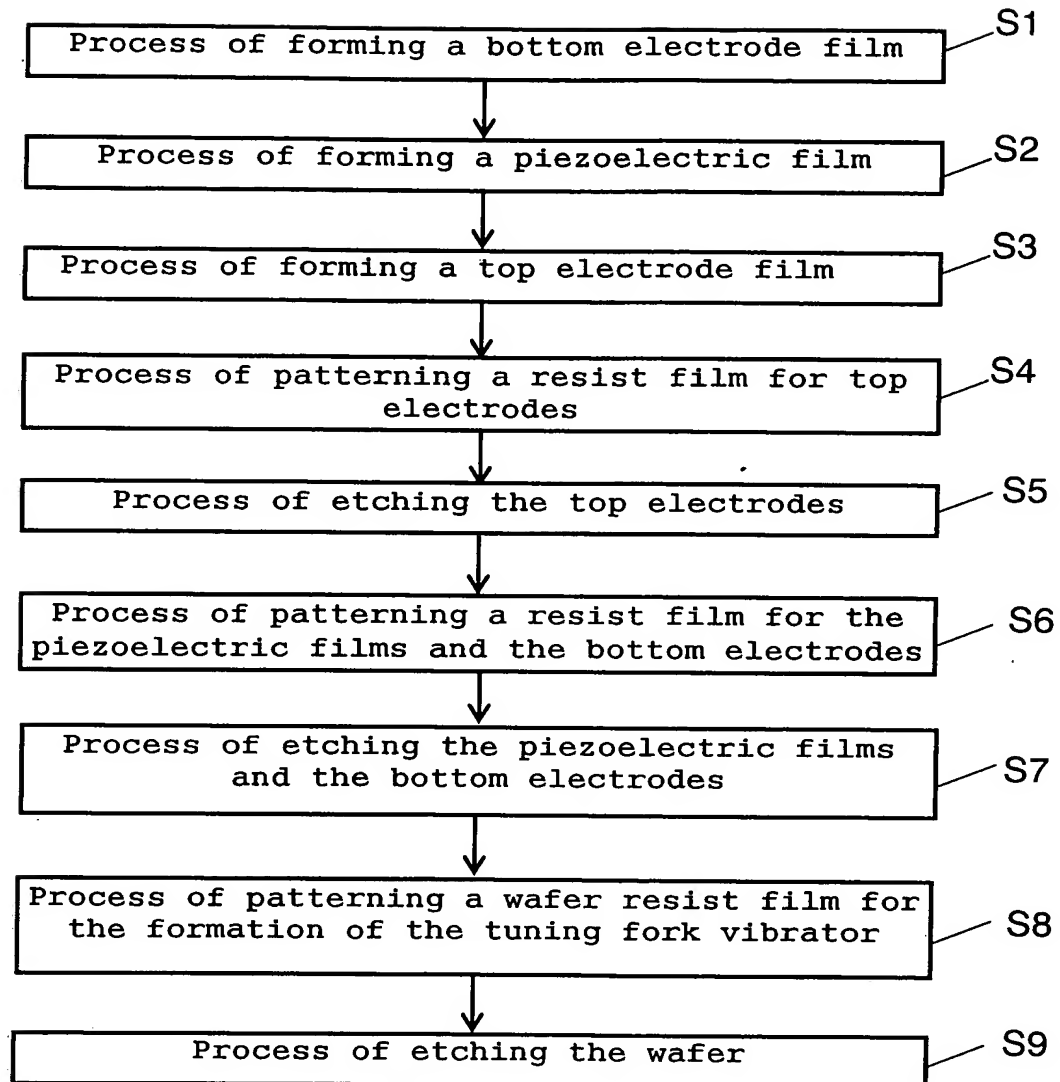 S1
Process of forming a bottom electrode film
S2
Process of forming a piezoelectric film
S3
Process of forming a top electrode film
S4
Process of patterning a resist film for top
electrodes
S5
Process of etching the top electrodes
S6
Process of patterning a resist film for the
piezoelectric films and the bottom electrodes
S7
Process of etching the piezoelectric films
and the bottom electrodes
S8
Process of patterning a wafer resist film for
the formation of the tuning fork vibrator
S9
Process of etching the wafer